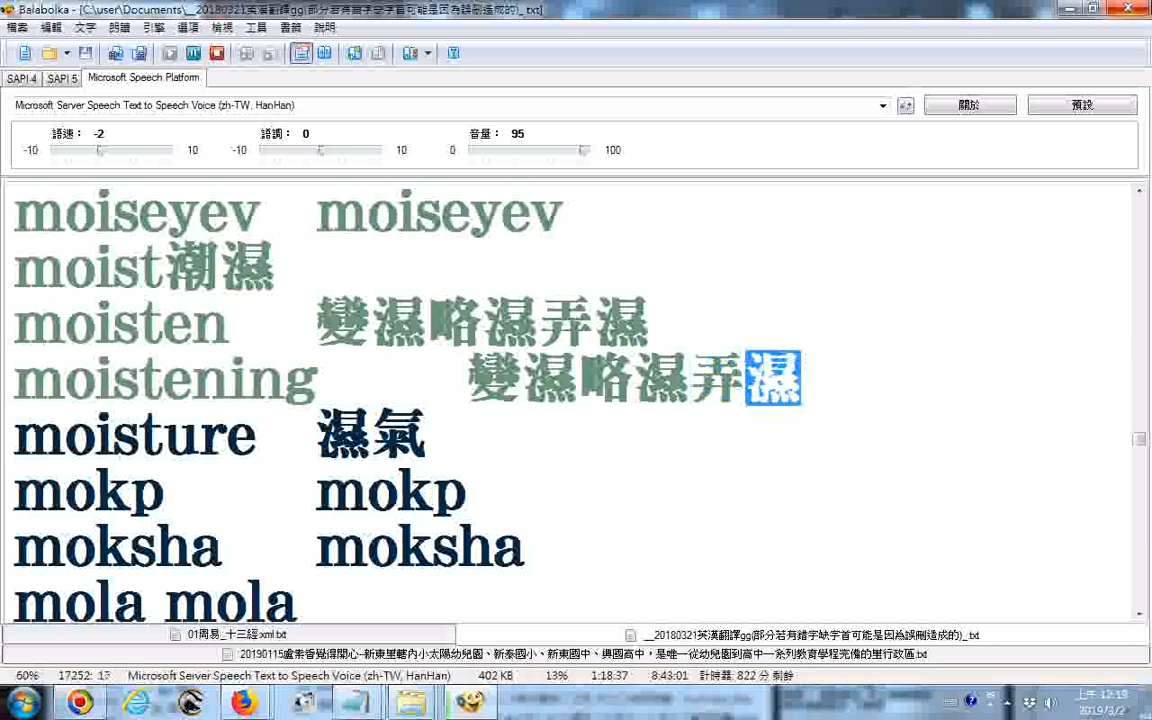 Balabolka - [C:\user\Documents\__20180321英漢翻譯gg(部分若有錯字缺字首可能是因為誤刪造成的)_.txt]
檔案 編輯 文字 朗讀 引擎 選項 檢視 工具 書籤 說明
SAPI 4 SAPI 5 Microsoft Speech Platform
Microsoft Server Speech Text to Speech Voice (zh-TW, HanHan) 關於 預設
語速: -2 語調: 0 音量: 95
-10 10 -10 10 0 100
moiseyev moiseyev
moist潮濕
moisten 變濕略濕弄濕
moistening 變濕略濕弄濕
moisture 濕氣
mokp mokp
moksha moksha
mola mola
01周易_十三經.xml.txt __20180321英漢翻譯gg(部分若有錯字缺字首可能是因為誤刪造成的)_.txt
20190115盧素香覺得開心-新東里轄內小太陽幼兒園、新泰國小、新東國中、興國高中，是唯一從幼兒園到高中一系列教育學程完備的里行政區.txt
60% 17252: 13 Microsoft Server Speech Text to Speech Voice (zh-TW, HanHan) 402 KB 13% 1:18:37 8:43:01 計時器: 822 分 剩餘
上午 12:19
2019/3/2